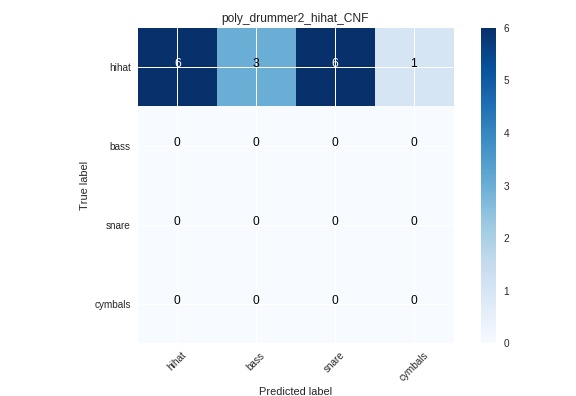 poly_drummer2_hihat_CNF
True label
hihat 6 3 6 1
bass 0 0 0 0
snare 0 0 0 0
cymbals 0 0 0 0
hihat bass snare cymbals
Predicted label
6
5
4
3
2
1
0